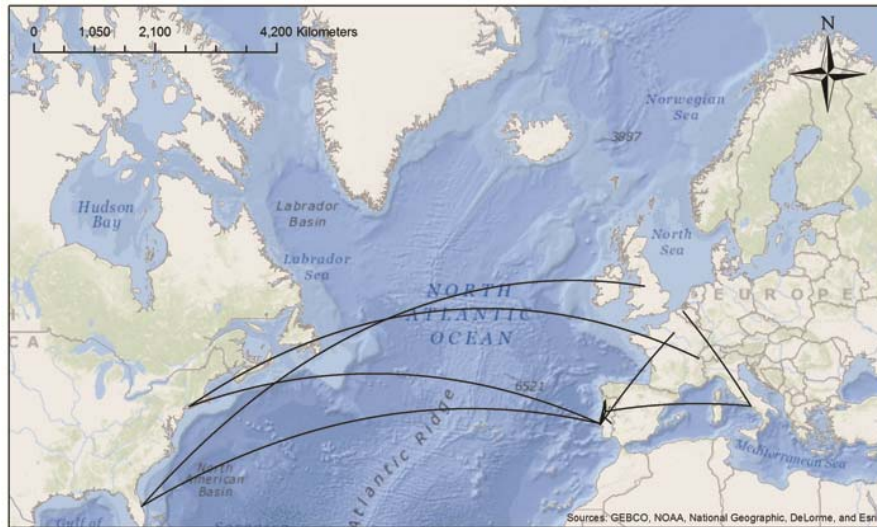 0 1,050 2,100 4,200 Kilometers
N
Norwegian
Sea
3887
Hudson
Bay
Labrador
Basin
Labrador
Sea
North
Sea
NORTH
ATLANTIC
OCEAN
EUROPE
CA
6521
Atlantic Ridge
North
American
Basin
Mediterranean Sea
Gulf of
Sources: GEBCO, NOAA, National Geographic, DeLorme, and Esri